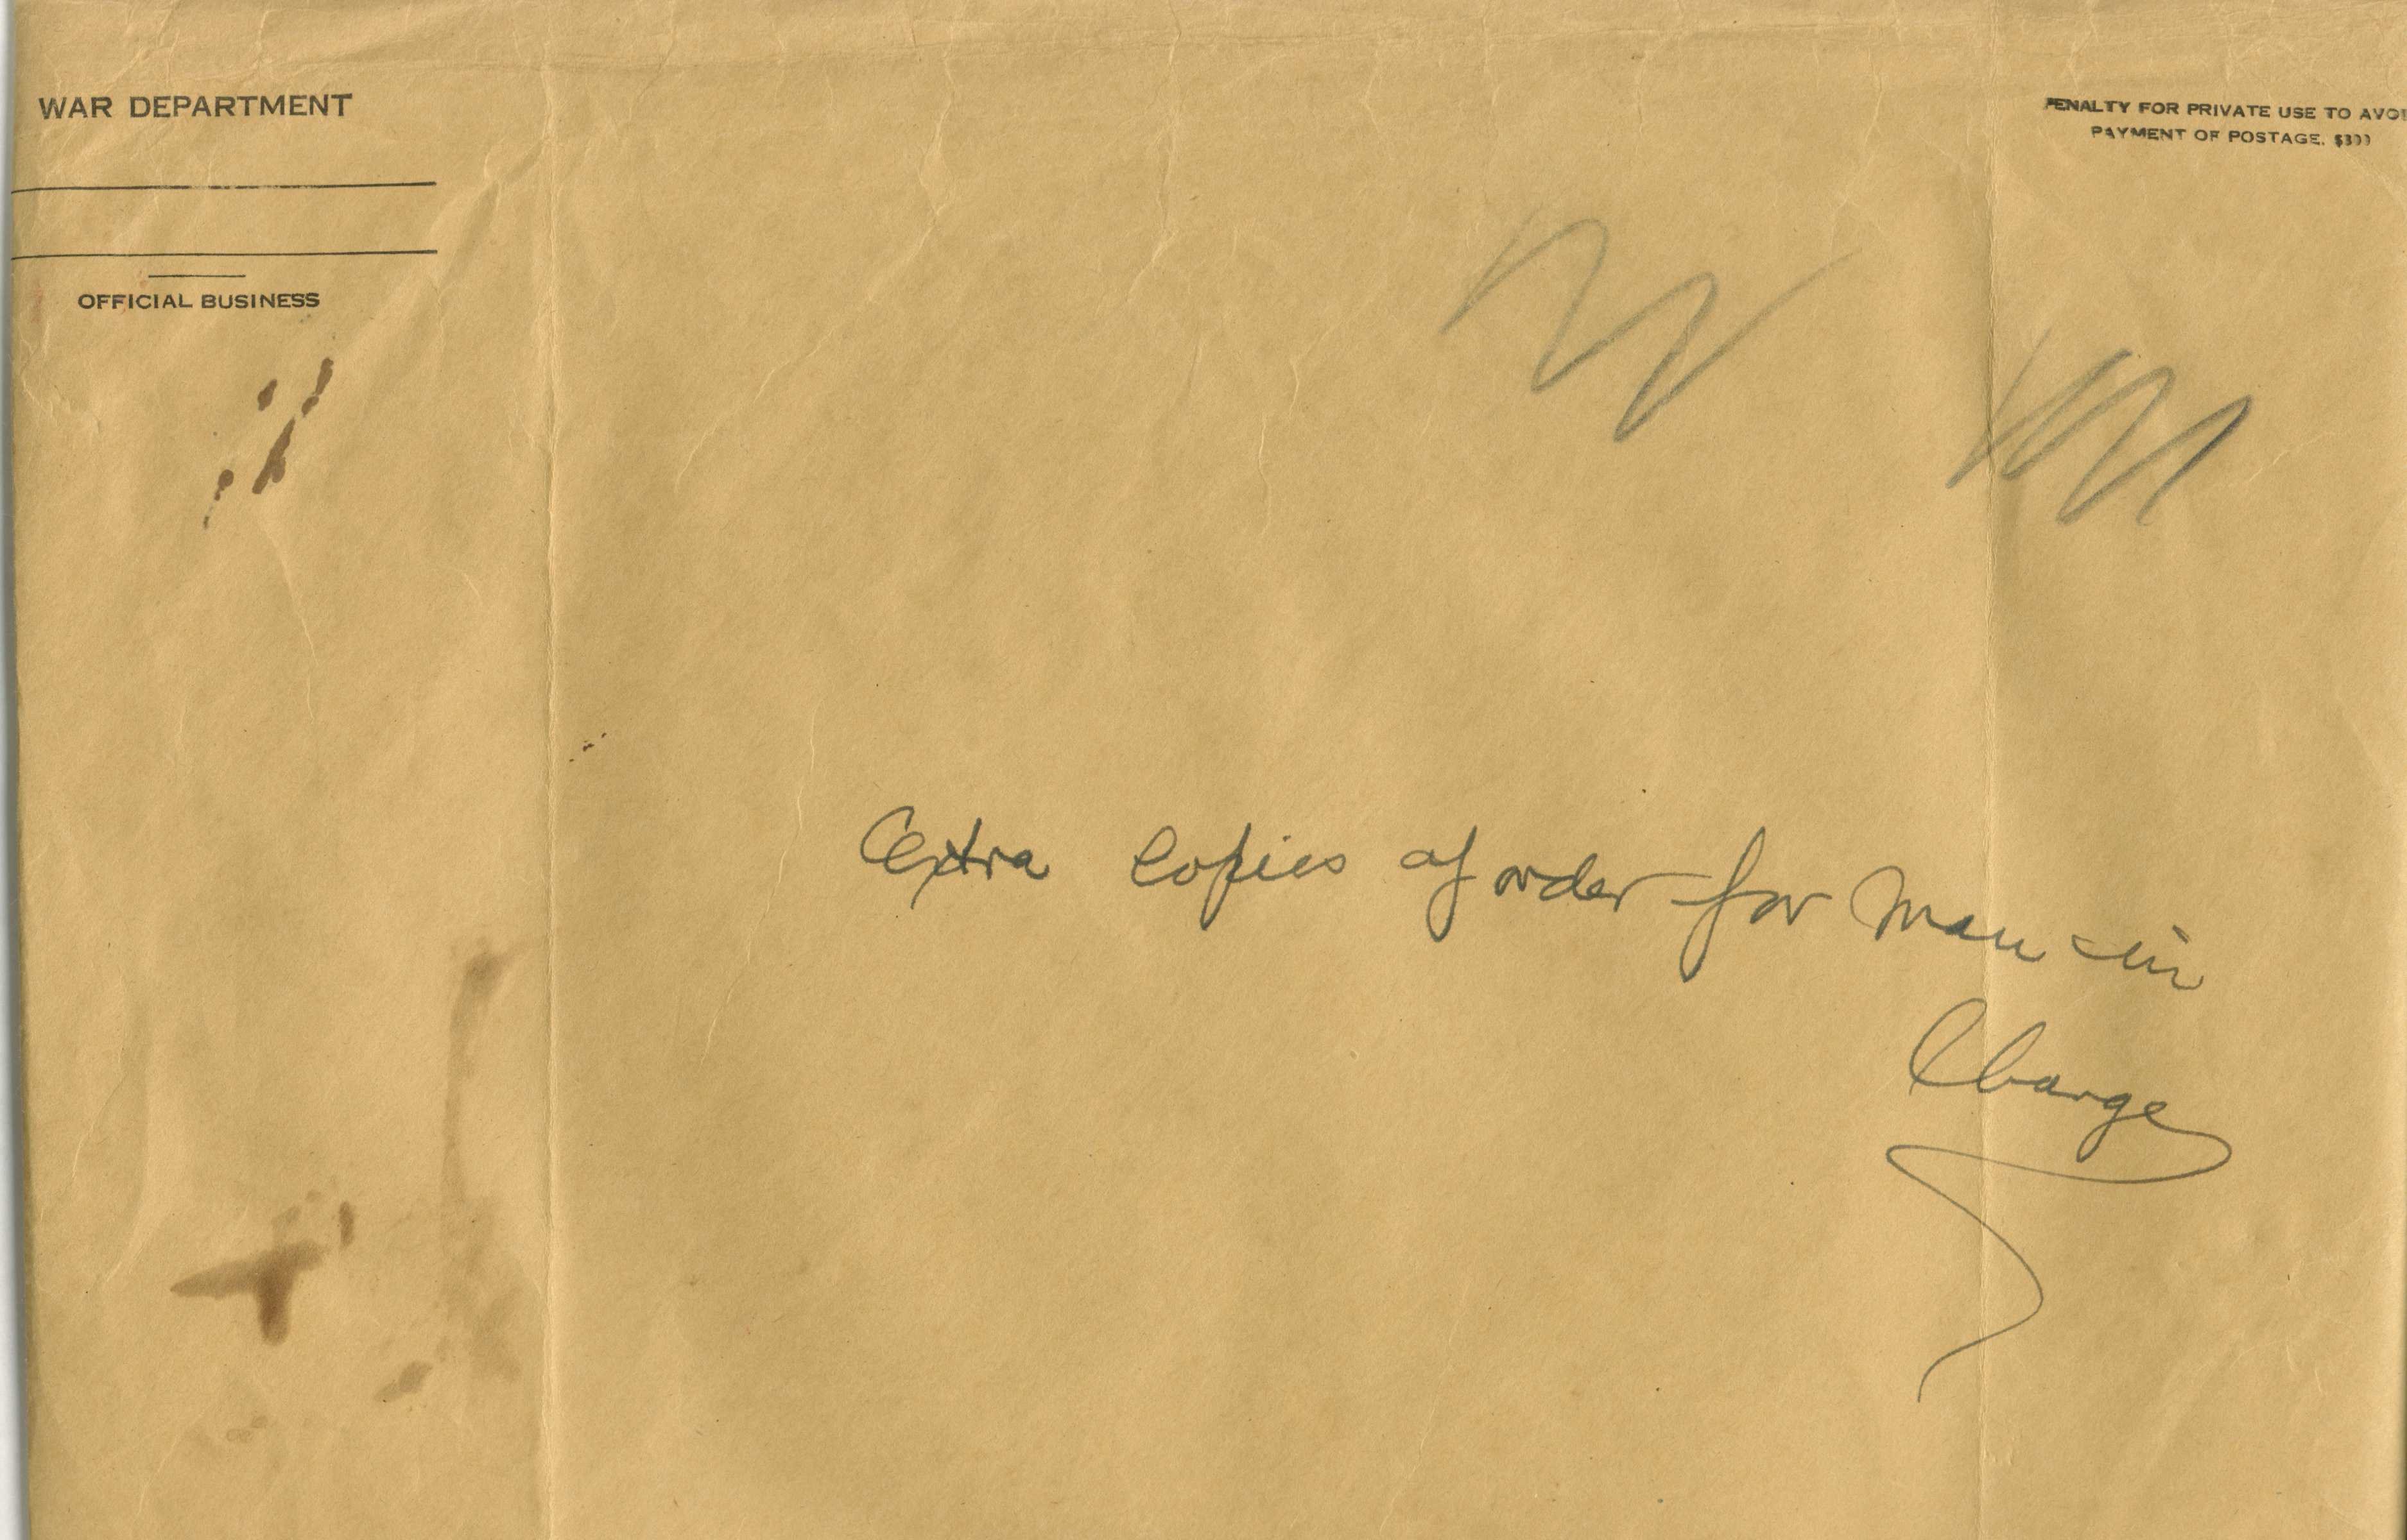 WAR DEPARTMENT
OFFICIAL BUSINESS
PENALTY FOR PRIVATE USE TO AVOI
PAYMENT OF POSTAGE, $300
Extra Copies of order for Man in
Charge